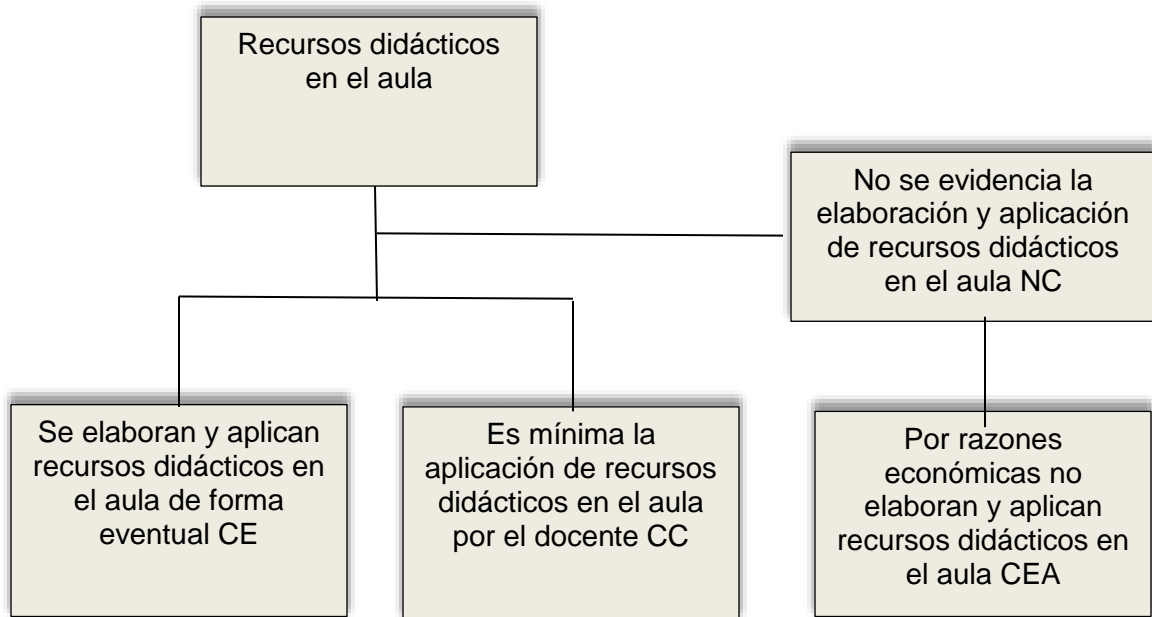 Recursos didácticos
en el aula
No se evidencia la
elaboración y aplicación
de recursos didácticos
en el aula NC
Se elaboran y aplican
recursos didácticos en
el aula de forma
eventual CE
Es mínima la
aplicación de recursos
didácticos en el aula
por el docente CC
Por razones
económicas no
elaboran y aplican
recursos didácticos en
el aula CEA